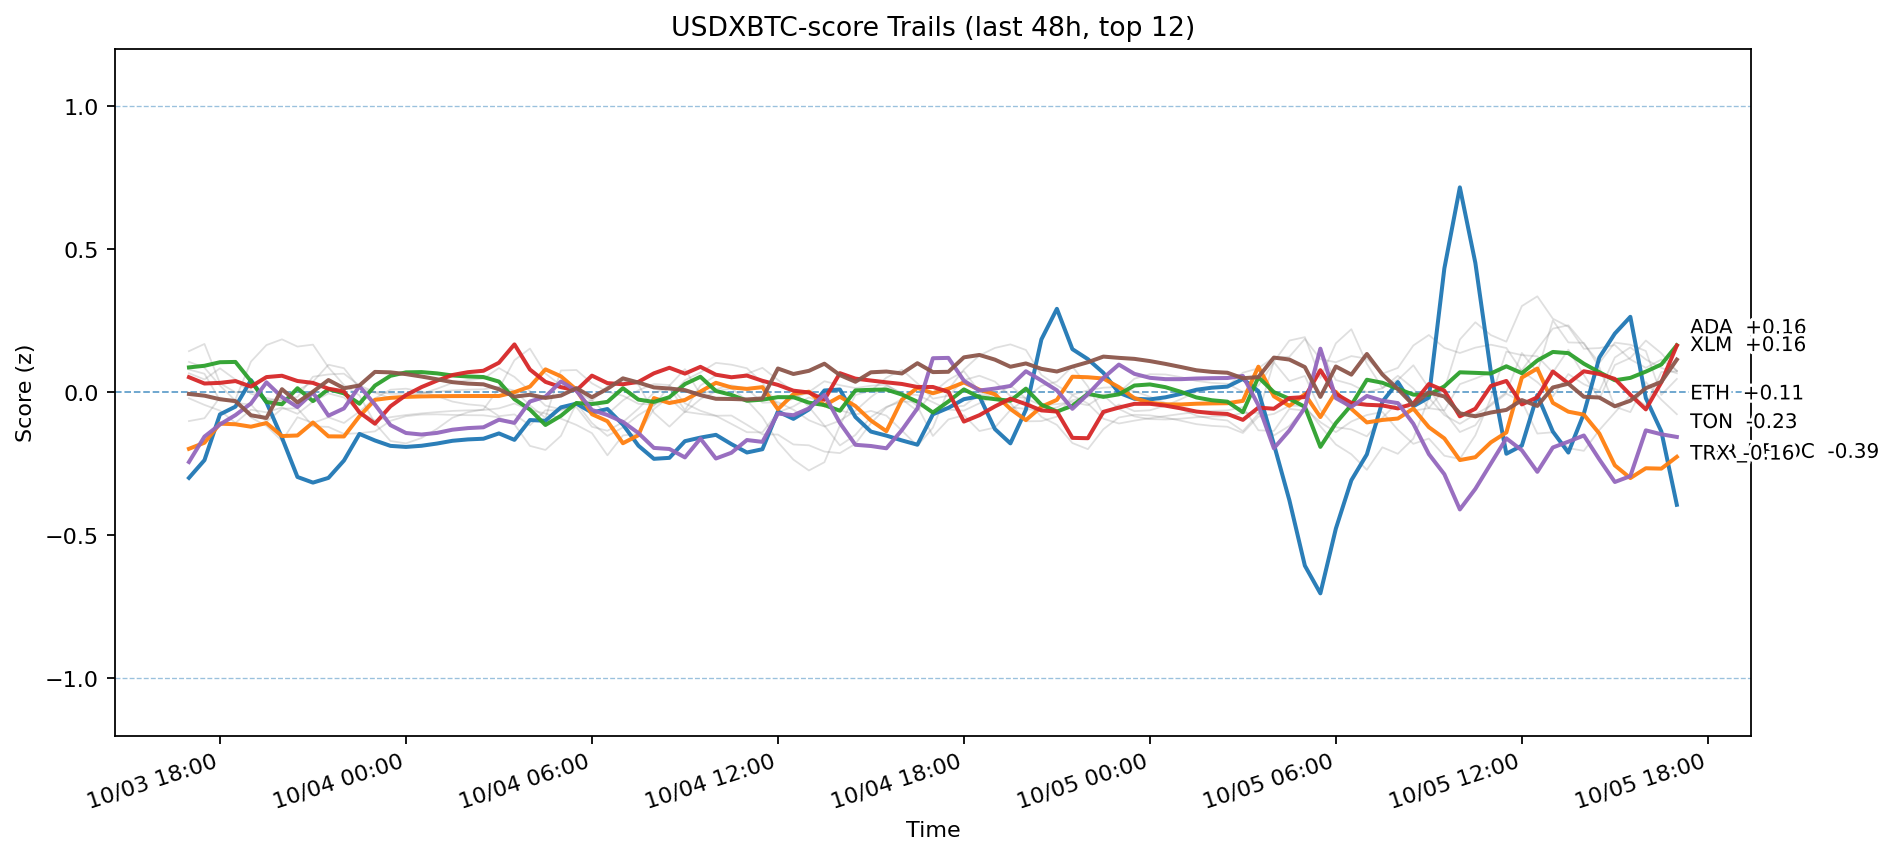 USDXBTC-score Trails (last 48h, top 12)
Score (z)
1.0
0.5
0.0
−0.5
−1.0
ADA +0.16
XLM +0.16
ETH +0.11
TON -0.23
TRX -0.16
-0.39
10/03 18:00
10/04 00:00
10/04 06:00
10/04 12:00
10/04 18:00
10/05 00:00
10/05 06:00
10/05 12:00
10/05 18:00
Time